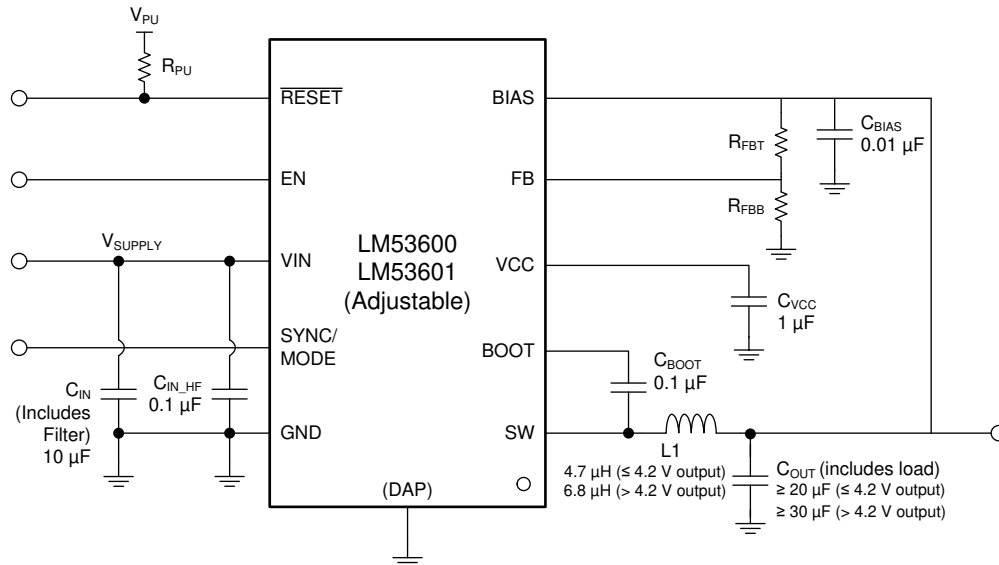 V_PU
R_PU
RESET
BIAS
C_BIAS
0.01 µF
R_FBT
EN
FB
R_FBB
V_SUPPLY
VIN
LM53600
LM53601
(Adjustable)
VCC
C_VCC
1 µF
SYNC/
MODE
BOOT
C_BOOT
0.1 µF
C_IN
(Includes
Filter)
10 µF
C_IN_HF
0.1 µF
GND
SW
L1
4.7 µH (≤ 4.2 V output)
6.8 µH (> 4.2 V output)
C_OUT (includes load)
≥ 20 µF (≤ 4.2 V output)
≥ 30 µF (> 4.2 V output)
(DAP)